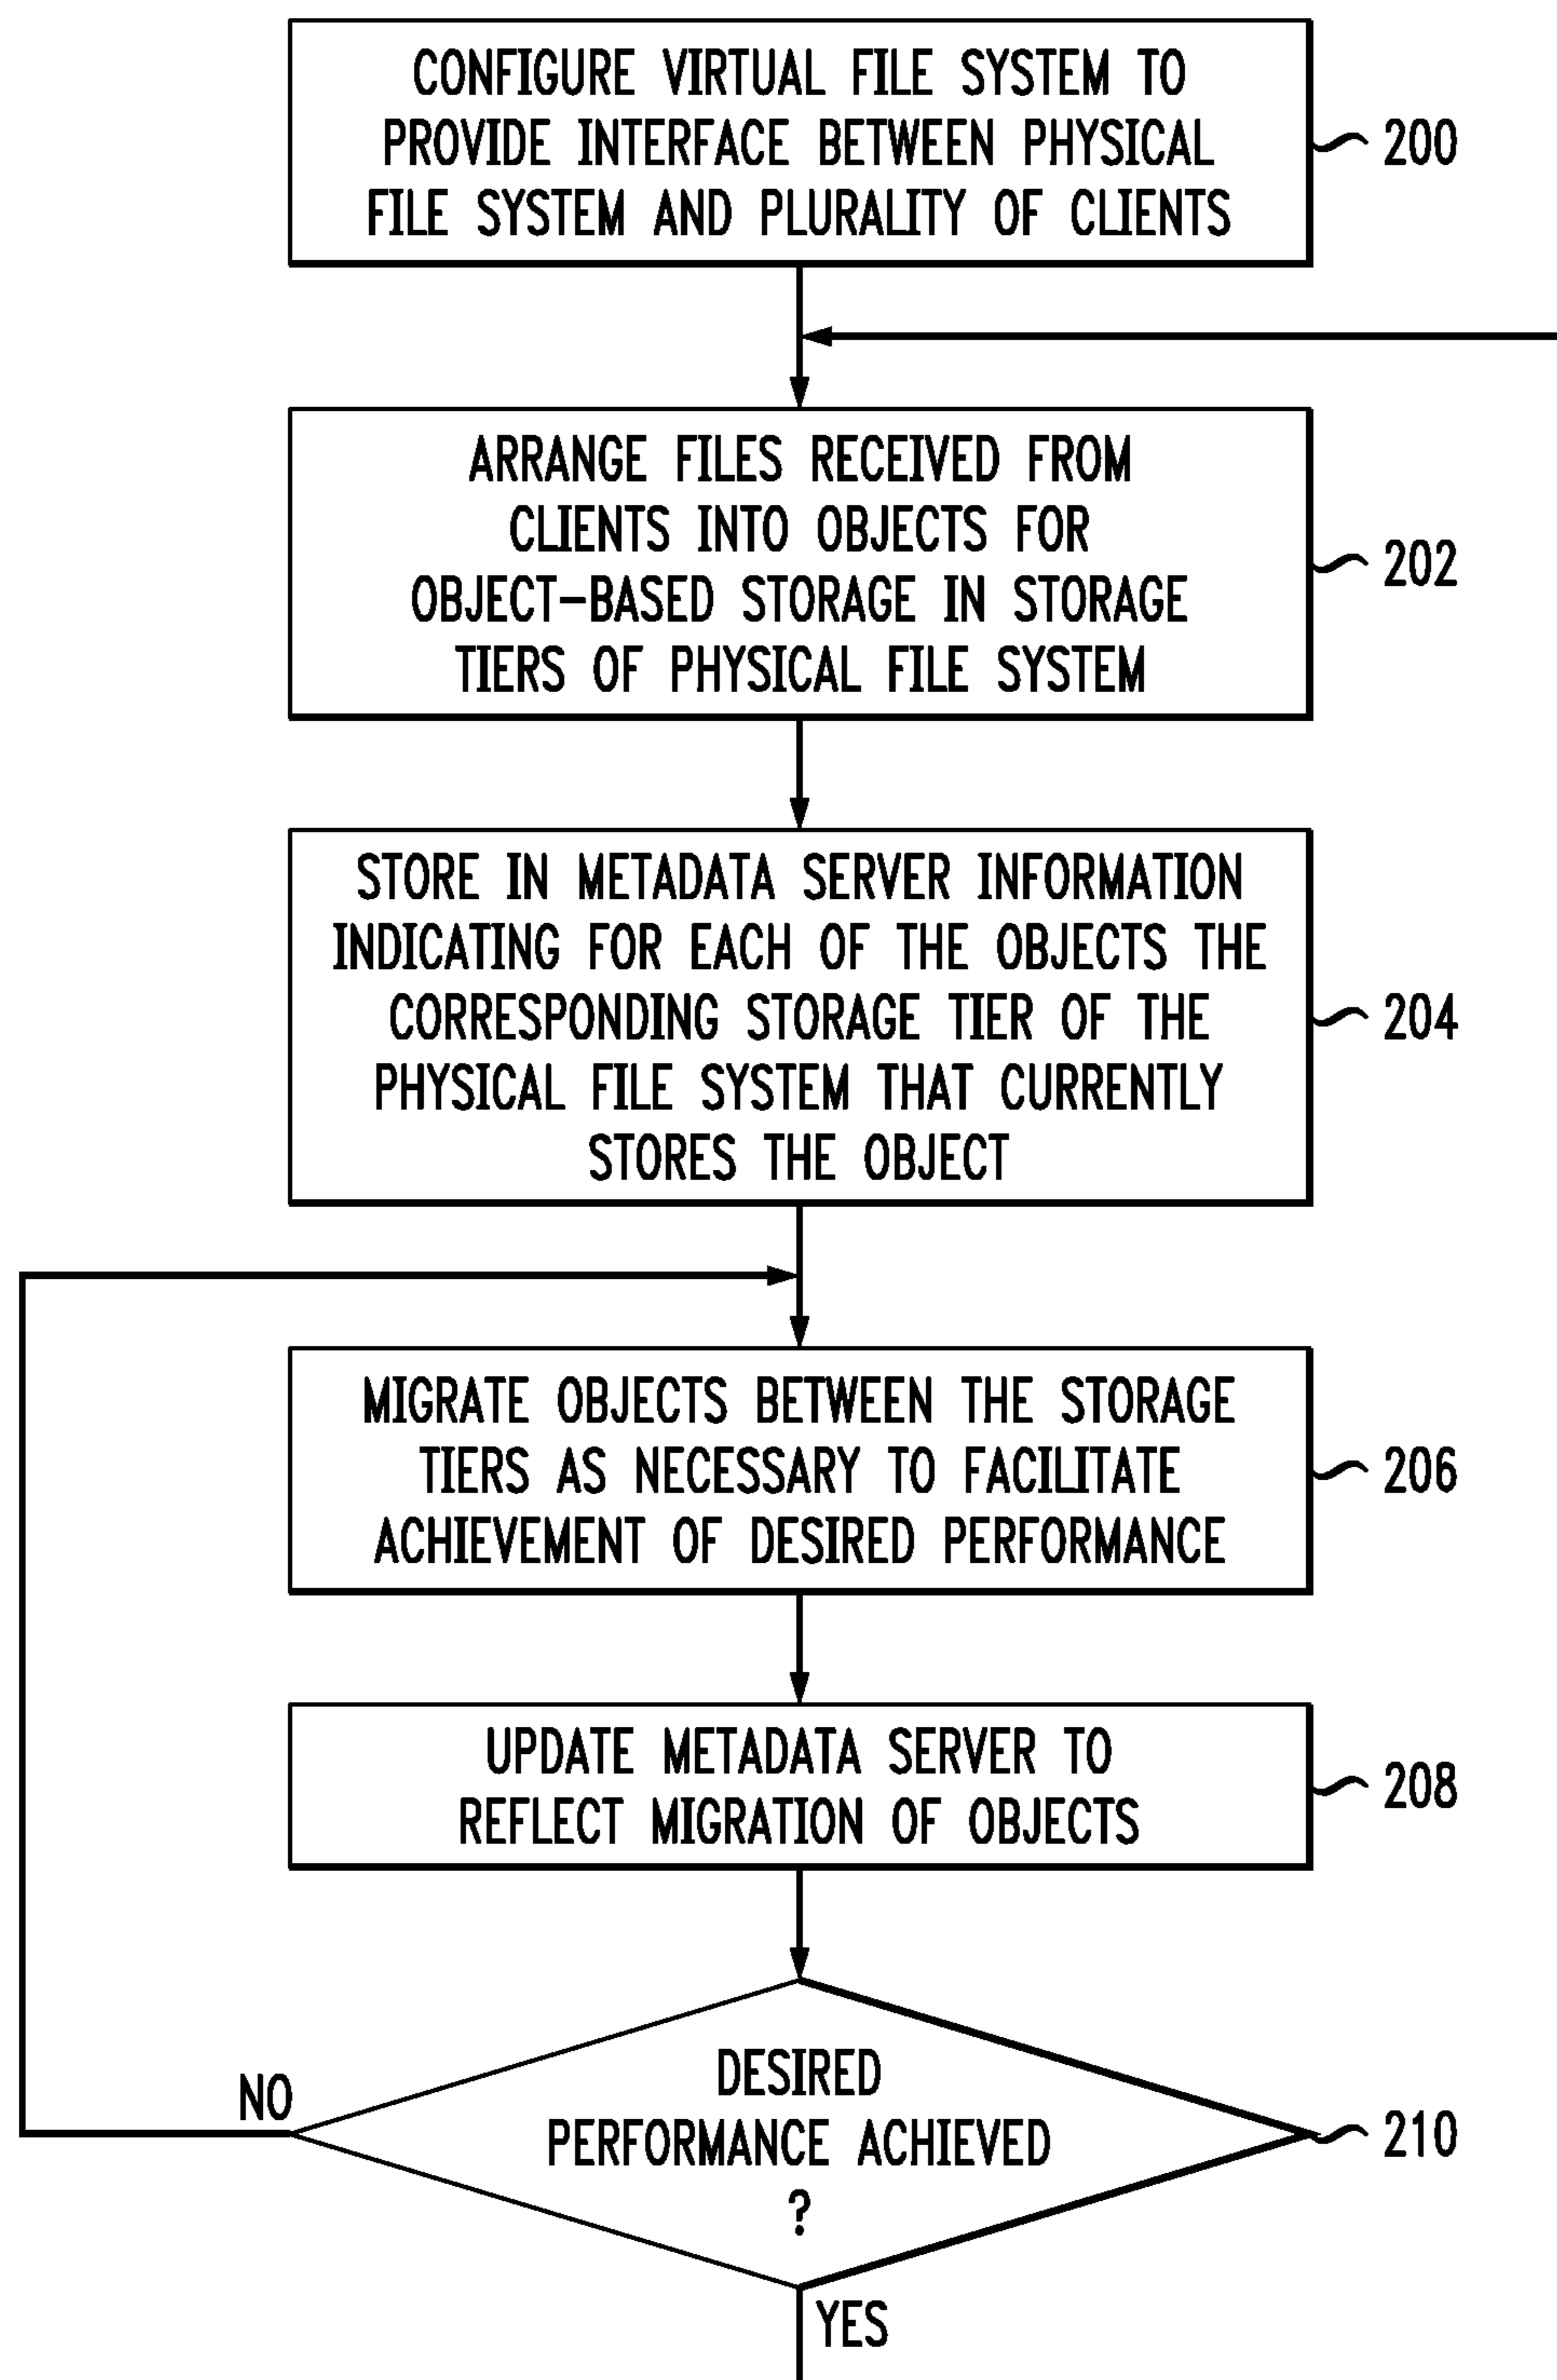 CONFIGURE VIRTUAL FILE SYSTEM TO
PROVIDE INTERFACE BETWEEN PHYSICAL
FILE SYSTEM AND PLURALITY OF CLIENTS
200
ARRANGE FILES RECEIVED FROM
CLIENTS INTO OBJECTS FOR
OBJECT-BASED STORAGE IN STORAGE
TIERS OF PHYSICAL FILE SYSTEM
202
STORE IN METADATA SERVER INFORMATION
INDICATING FOR EACH OF THE OBJECTS THE
CORRESPONDING STORAGE TIER OF THE
PHYSICAL FILE SYSTEM THAT CURRENTLY
STORES THE OBJECT
204
MIGRATE OBJECTS BETWEEN THE STORAGE
TIERS AS NECESSARY TO FACILITATE
ACHIEVEMENT OF DESIRED PERFORMANCE
206
UPDATE METADATA SERVER TO
REFLECT MIGRATION OF OBJECTS
208
DESIRED
PERFORMANCE ACHIEVED
?
210
NO
YES